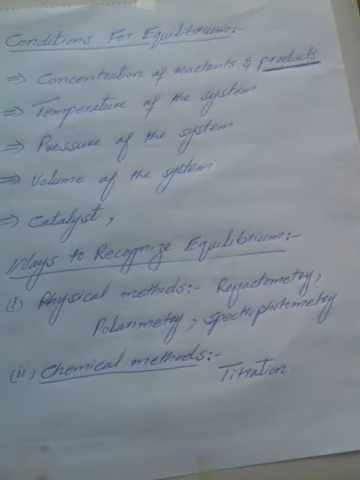 Conditions For Equilibrium:-
⇒ Concentration of reactants & products
⇒ Temperature of the system
⇒ Pressure of the system
⇒ Volume of the system
⇒ Catalyst,
Ways to Recognize Equilibrium:-
(i) Physical methods:- Refractometry,
Polarimetry, Spectrophotometry
(ii) Chemical methods:-
Titration.